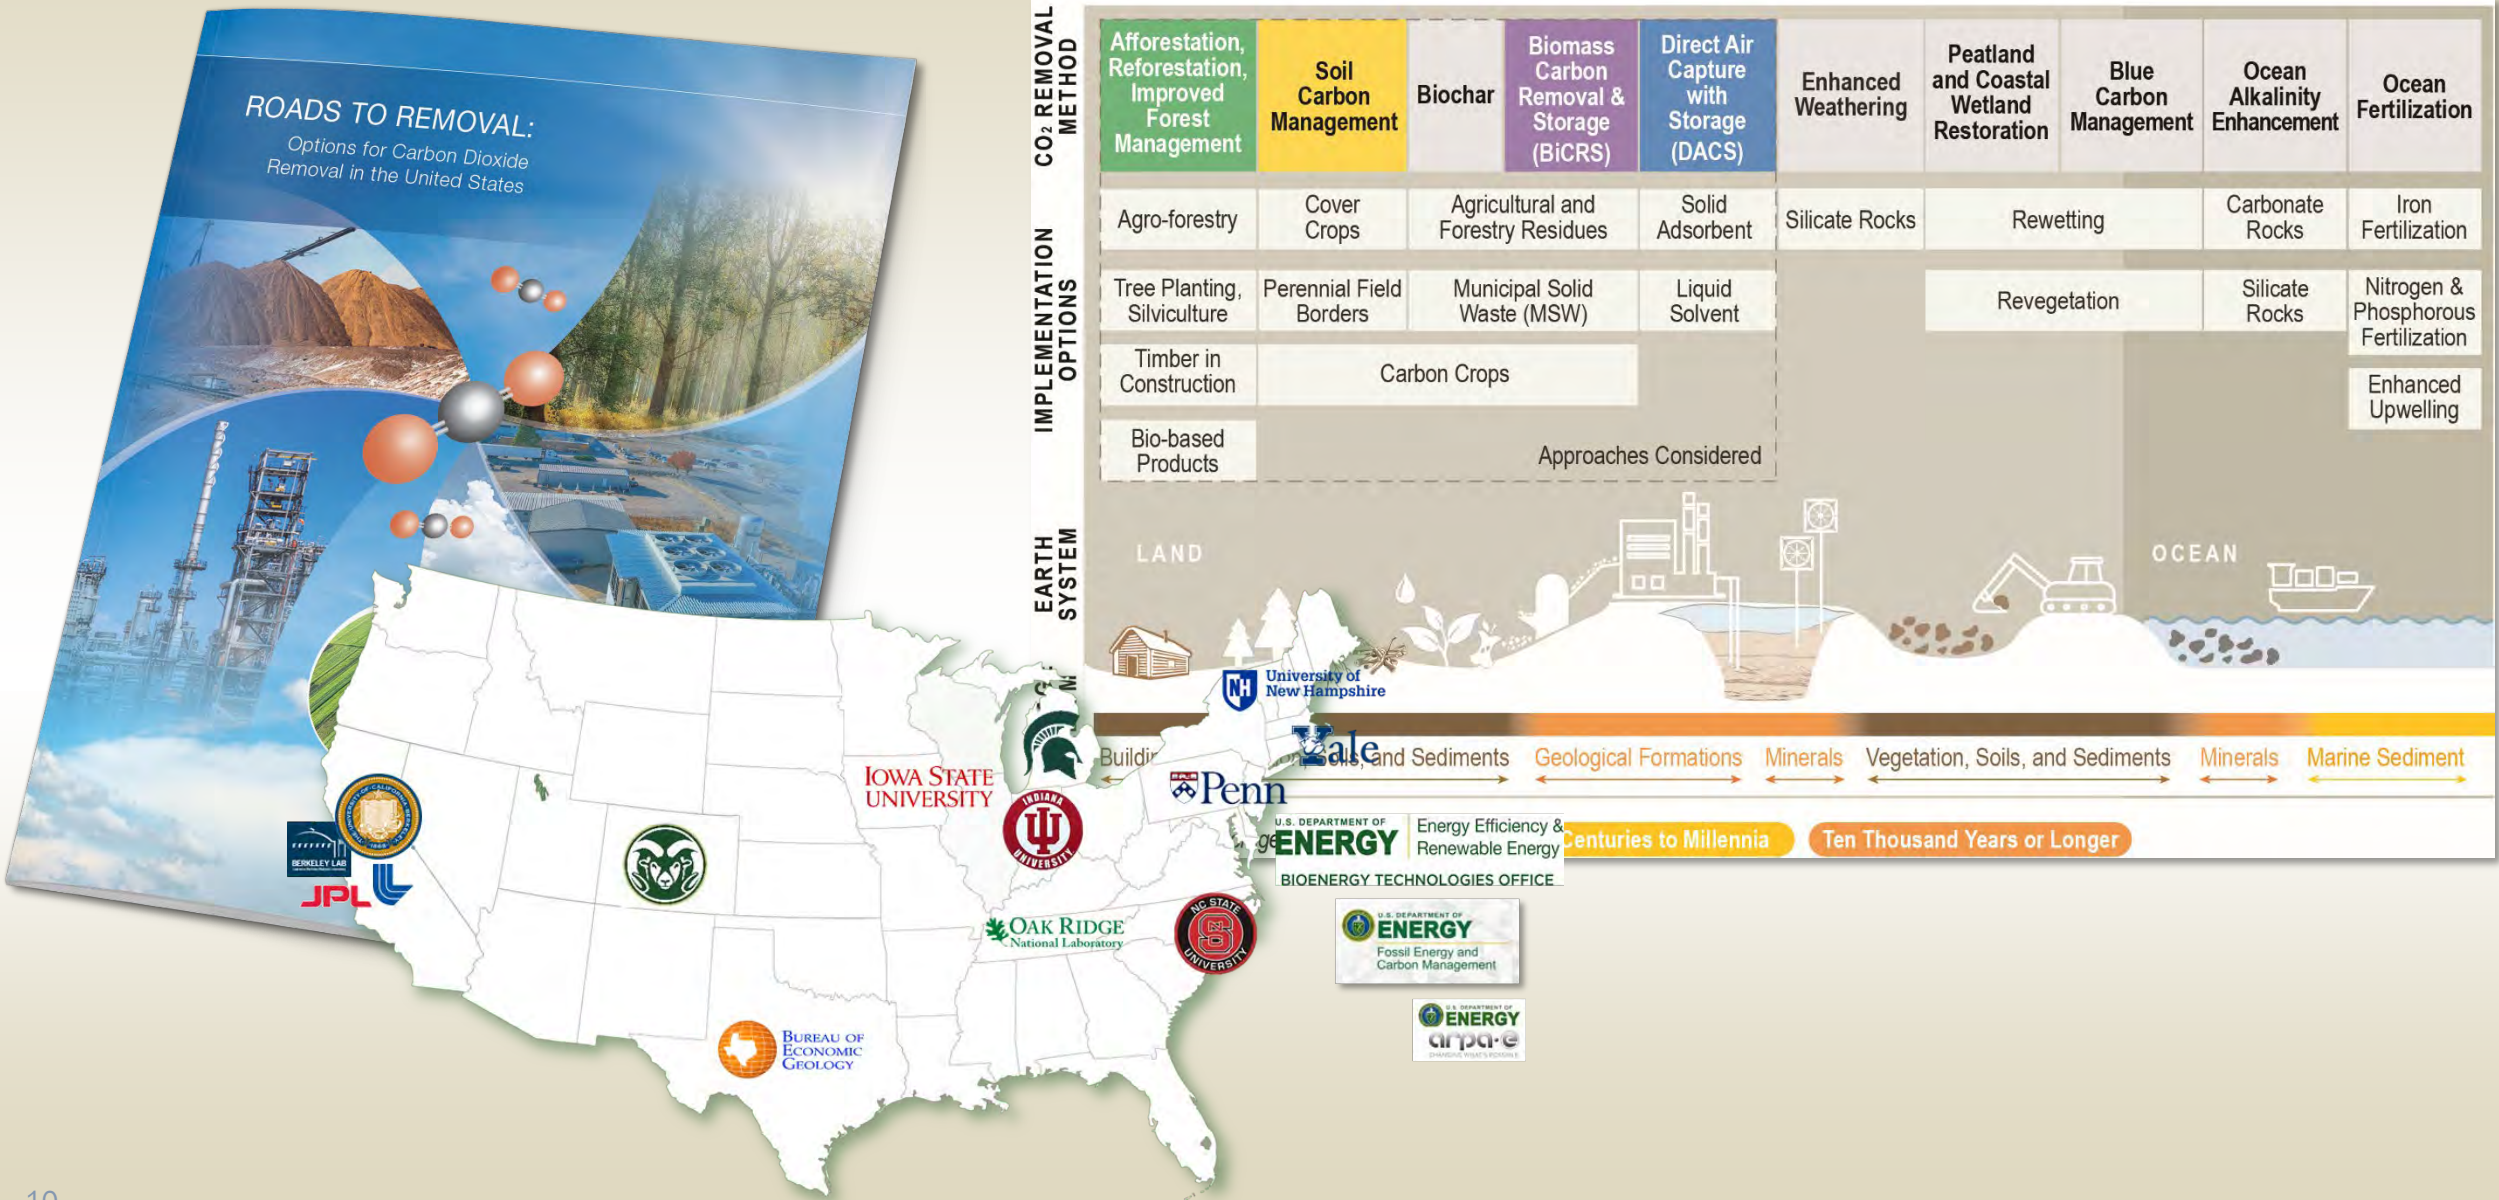 ROADS TO REMOVAL:
Options for Carbon Dioxide
Removal in the United States
CO₂ REMOVAL
METHOD
Afforestation,
Reforestation,
Improved
Forest
Management
Soil
Carbon
Management
Biochar
Biomass
Carbon
Removal &
Storage
(BiCRS)
Direct Air
Capture
with
Storage
(DACS)
Enhanced
Weathering
Peatland
and Coastal
Wetland
Restoration
Blue
Carbon
Management
Ocean
Alkalinity
Enhancement
Ocean
Fertilization
IMPLEMENTATION
OPTIONS
Agro-forestry
Cover
Crops
Agricultural and
Forestry Residues
Solid
Adsorbent
Silicate Rocks
Rewetting
Carbonate
Rocks
Iron
Fertilization
Tree Planting,
Silviculture
Perennial Field
Borders
Municipal Solid
Waste (MSW)
Liquid
Solvent
Revegetation
Silicate
Rocks
Nitrogen &
Phosphorous
Fertilization
Timber in
Construction
Carbon Crops
Enhanced
Upwelling
Bio-based
Products
Approaches Considered
EARTH
SYSTEM
LAND
OCEAN
Soils, and Sediments
Geological Formations
Minerals
Vegetation, Soils, and Sediments
Minerals
Marine Sediment
Centuries to Millennia
Ten Thousand Years or Longer
NH
University of
New Hampshire
Yale
Penn
IOWA STATE
UNIVERSITY
INDIANA
UNIVERSITY
BERKELEY LAB
JPL
OAK RIDGE
National Laboratory
NC STATE
S
UNIVERSITY
BUREAU OF
ECONOMIC
GEOLOGY
U.S. DEPARTMENT OF
ENERGY
Energy Efficiency &
Renewable Energy
BIOENERGY TECHNOLOGIES OFFICE
U.S. DEPARTMENT OF
ENERGY
Fossil Energy and
Carbon Management
U.S. DEPARTMENT OF
ENERGY
arpa·e
CHANGING WHAT'S POSSIBLE